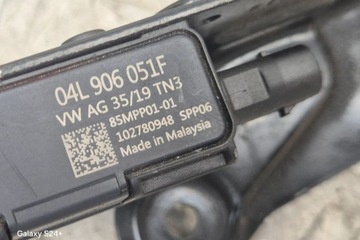 04L 906 051F
VW AG 35/19 TN3
85MPP01-01
102780948 SPP06
Made in Malaysia
Galaxy S24+